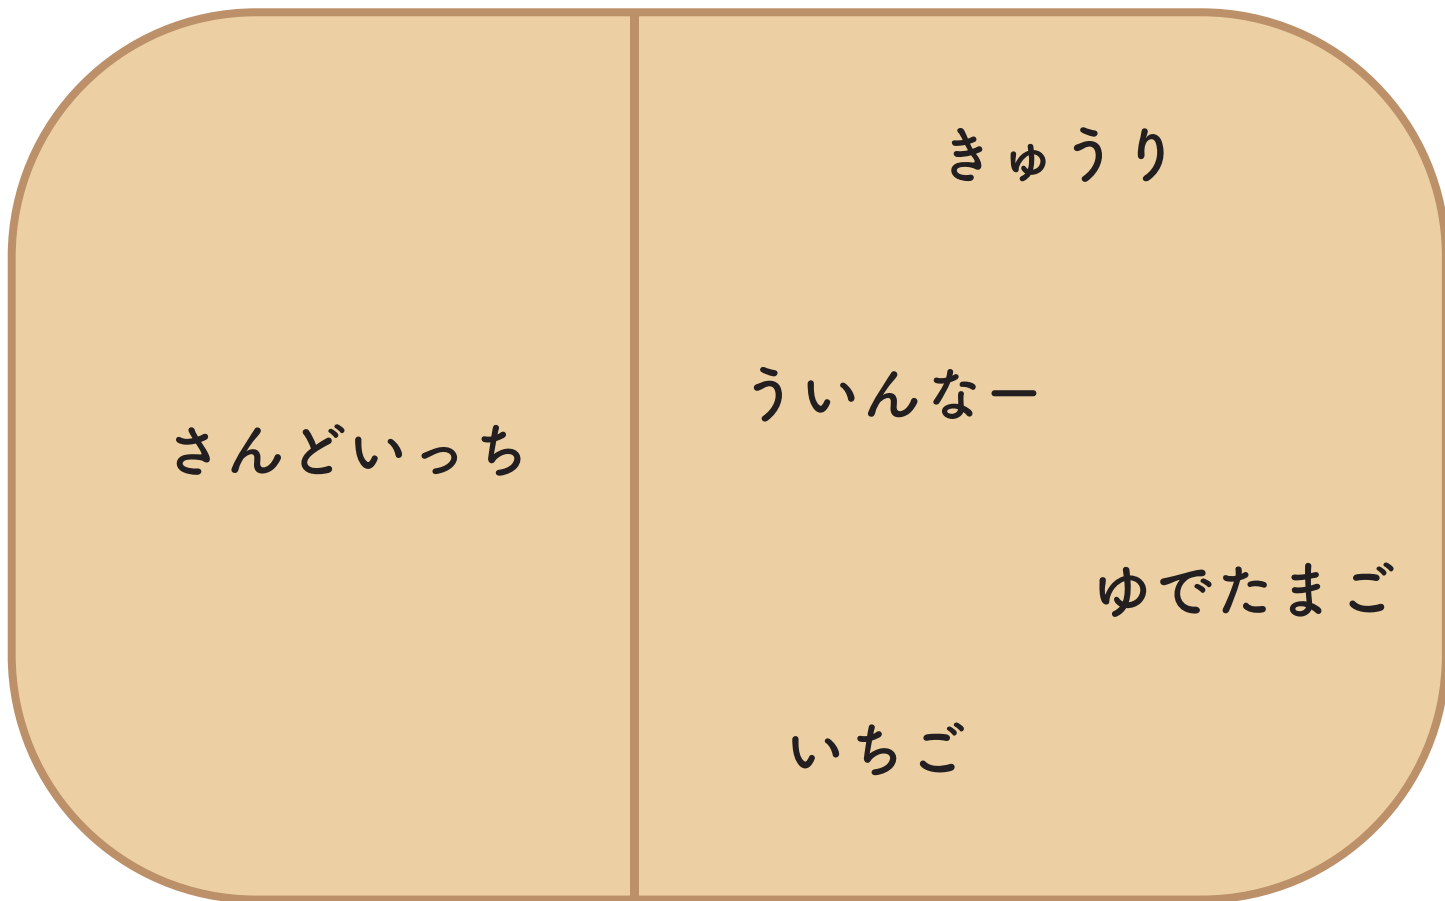 さんどいっち
きゅうり
ういんなー
ゆでたまご
いちご